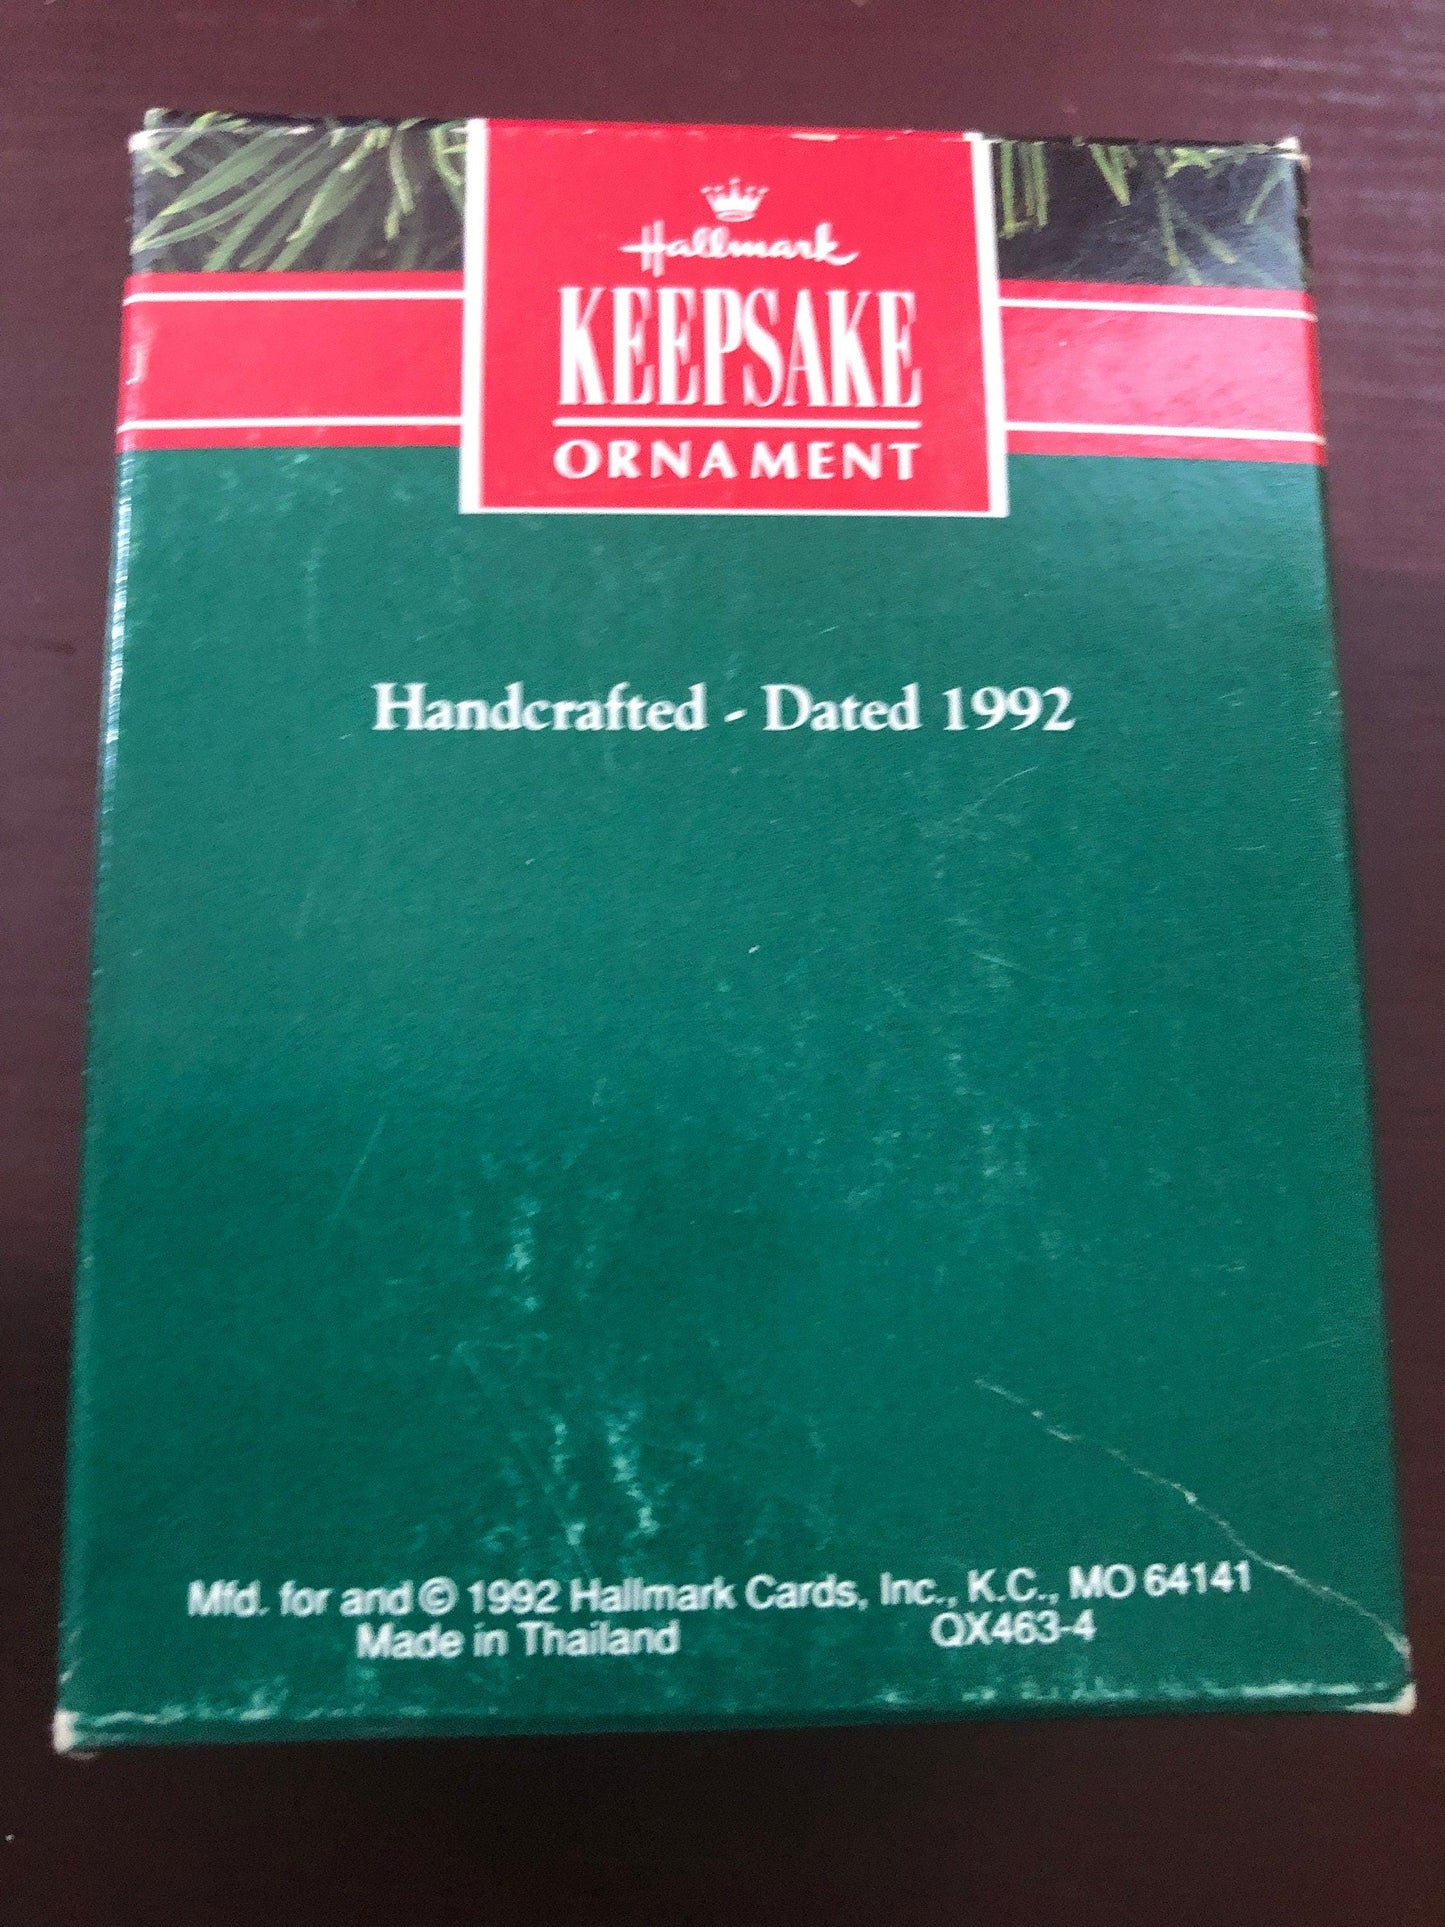 Hallmark
KEEPSAKE
ORNAMENT
Handcrafted - Dated 1992
Mfd. for and © 1992 Hallmark Cards, Inc., K.C., MO 64141
Made in Thailand QX463-4